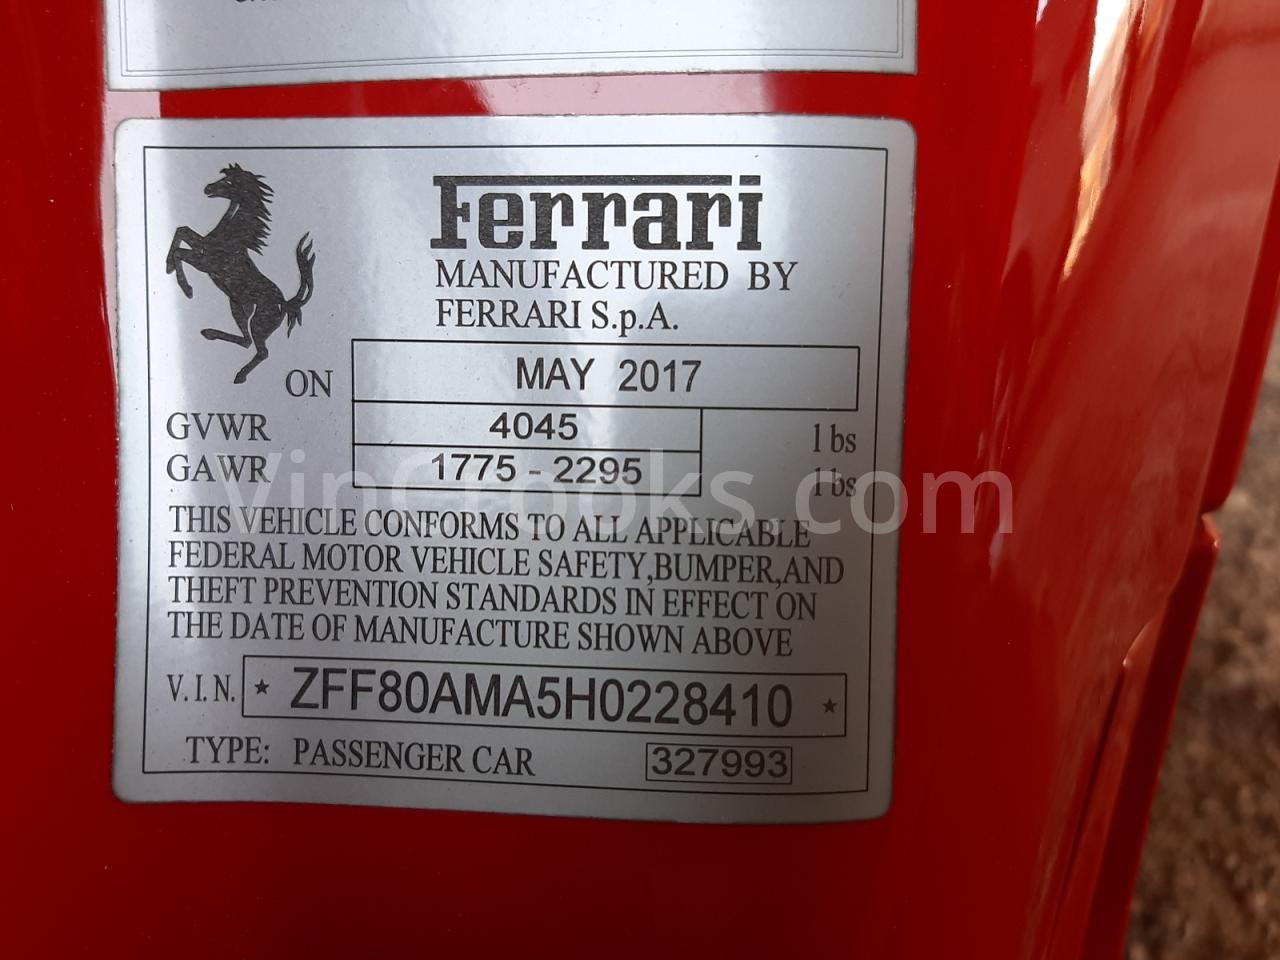 Ferrari
MANUFACTURED BY
FERRARI S.p.A.
ON MAY 2017
GVWR 4045 lbs
GAWR 1775 - 2295 lbs
VinCrooks.com
THIS VEHICLE CONFORMS TO ALL APPLICABLE
FEDERAL MOTOR VEHICLE SAFETY,BUMPER,AND
THEFT PREVENTION STANDARDS IN EFFECT ON
THE DATE OF MANUFACTURE SHOWN ABOVE
V.I.N. ★ ZFF80AMA5H0228410 ★
TYPE: PASSENGER CAR 327993